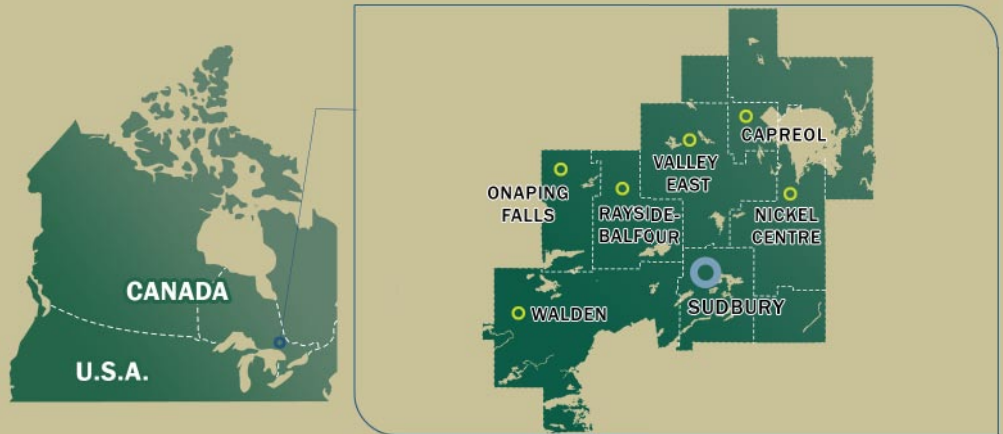 CANADA
U.S.A.
CAPREOL
VALLEY
EAST
ONAPING
FALLS
RAYSIDE-
BALFOUR
NICKEL
CENTRE
SUDBURY
WALDEN